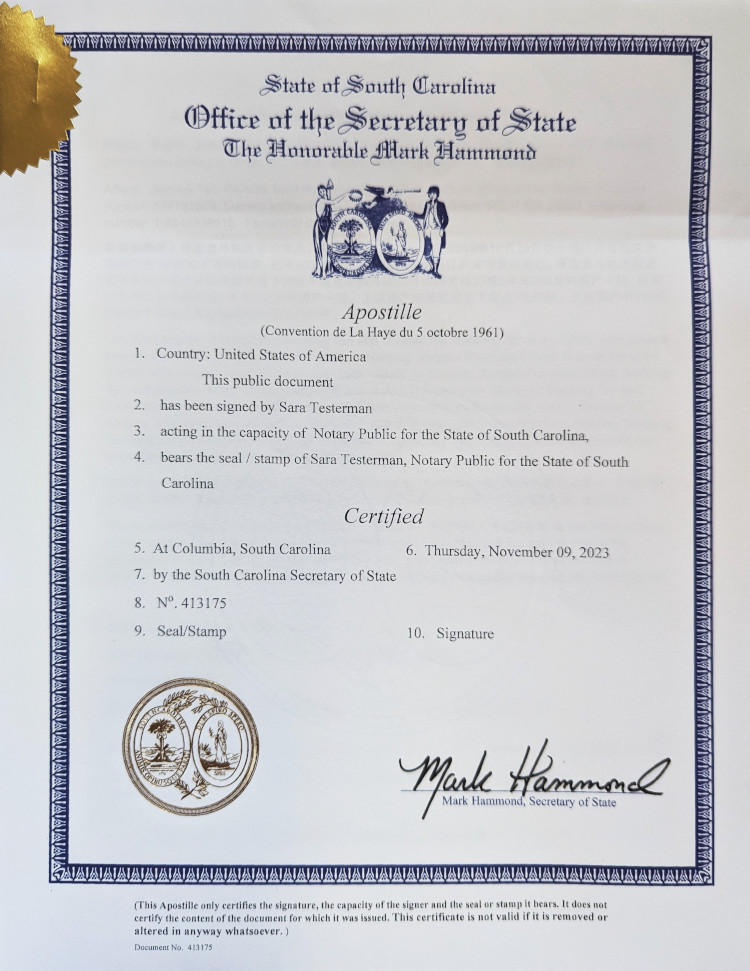 State of South Carolina
Office of the Secretary of State
The Honorable Mark Hammond
Apostille
(Convention de La Haye du 5 octobre 1961)
1. Country: United States of America
This public document
2. has been signed by Sara Testerman
3. acting in the capacity of Notary Public for the State of South Carolina,
4. bears the seal / stamp of Sara Testerman, Notary Public for the State of South
Carolina
Certified
5. At Columbia, South Carolina
6. Thursday, November 09, 2023
7. by the South Carolina Secretary of State
8. Nº. 413175
9. Seal/Stamp
10. Signature
SOUTH CAROLINA
DUM SPIRO SPERO
SPES
Mark Hammond
Mark Hammond, Secretary of State
(This Apostille only certifies the signature, the capacity of the signer and the seal or stamp it bears. It does not
certify the content of the document for which it was issued. This certificate is not valid if it is removed or
altered in anyway whatsoever. )
Document No. 413175